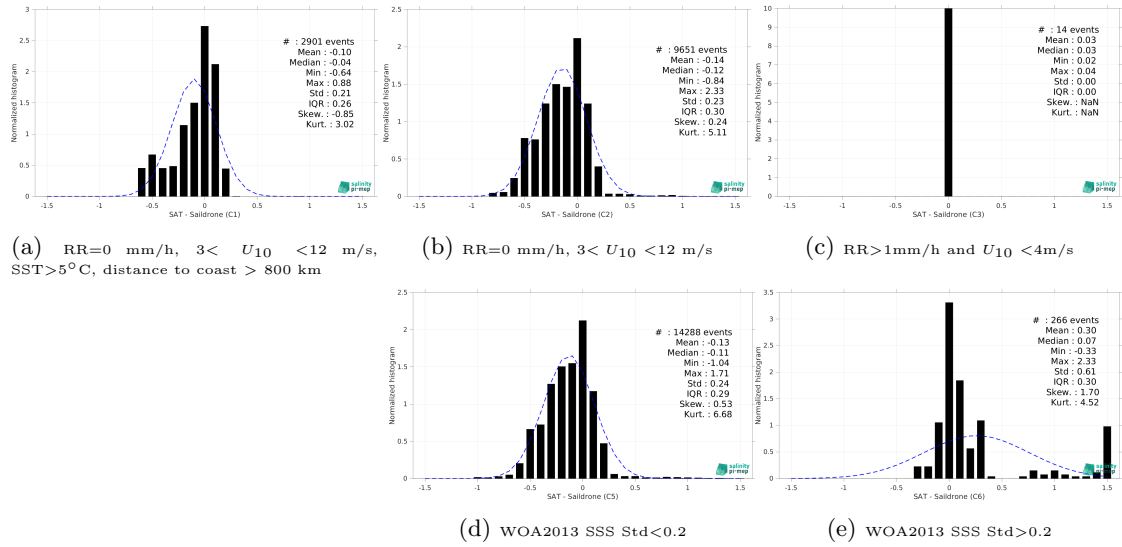 3
2.5
2
1.5
1
0.5
0
Normalized histogram
# : 2901 events
Mean : -0.10
Median : -0.04
Min : -0.64
Max : 0.88
Std : 0.21
IQR : 0.26
Skew. : -0.85
Kurt. : 3.02
salinity
pi-mep
-1.5 -1 -0.5 0 0.5 1 1.5
SAT - Saildrone (C1)
(a) RR=0 mm/h, 3< U10 <12 m/s,
SST>5°C, distance to coast > 800 km
2.5
2
1.5
1
0.5
0
Normalized histogram
# : 9651 events
Mean : -0.14
Median : -0.12
Min : -0.84
Max : 2.33
Std : 0.23
IQR : 0.30
Skew. : 0.24
Kurt. : 5.11
salinity
pi-mep
-1.5 -1 -0.5 0 0.5 1 1.5
SAT - Saildrone (C2)
(b) RR=0 mm/h, 3< U10 <12 m/s
10
9
8
7
6
5
4
3
2
1
0
Normalized histogram
# : 14 events
Mean : 0.03
Median : 0.03
Min : 0.02
Max : 0.04
Std : 0.00
IQR : 0.00
Skew. : NaN
Kurt. : NaN
salinity
pi-mep
-1.5 -1 -0.5 0 0.5 1 1.5
SAT - Saildrone (C3)
(c) RR>1mm/h and U10 <4m/s
2.5
2
1.5
1
0.5
0
Normalized histogram
# : 14288 events
Mean : -0.13
Median : -0.11
Min : -1.04
Max : 1.71
Std : 0.24
IQR : 0.29
Skew. : 0.53
Kurt. : 6.68
salinity
pi-mep
-1.5 -1 -0.5 0 0.5 1 1.5
SAT - Saildrone (C5)
(d) WOA2013 SSS Std<0.2
3.5
3
2.5
2
1.5
1
0.5
0
Normalized histogram
# : 266 events
Mean : 0.30
Median : 0.07
Min : -0.33
Max : 2.33
Std : 0.61
IQR : 0.30
Skew. : 1.70
Kurt. : 4.52
salinity
pi-mep
-1.5 -1 -0.5 0 0.5 1 1.5
SAT - Saildrone (C6)
(e) WOA2013 SSS Std>0.2